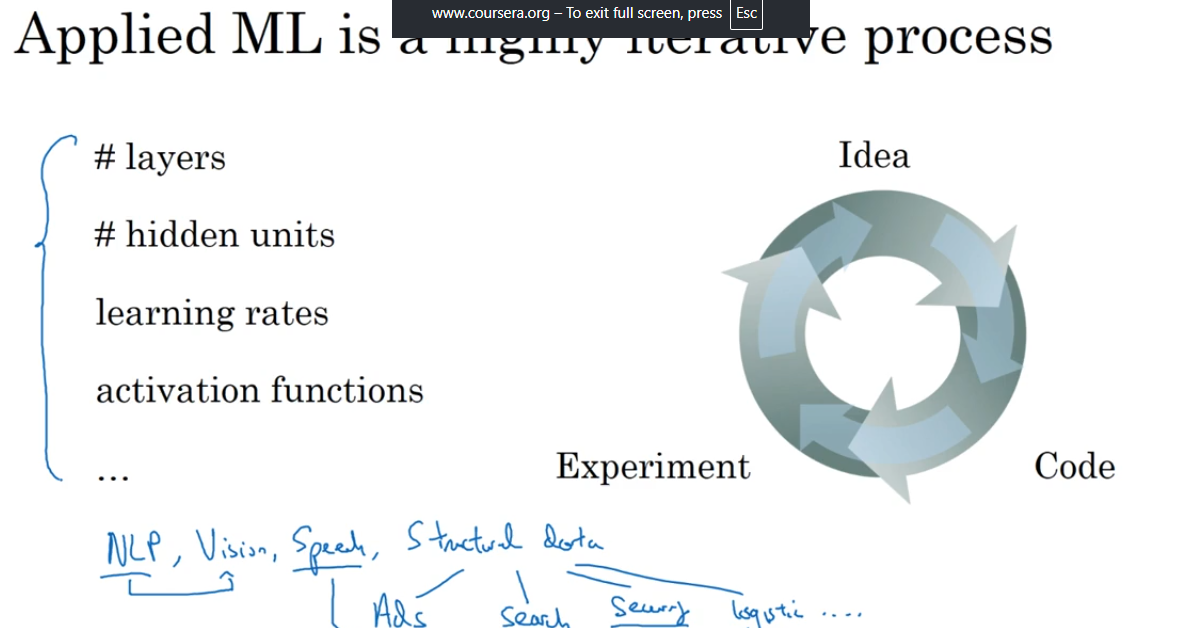 www.coursera.org – To exit full screen, press Esc
Applied ML is a highly iterative process
# layers
# hidden units
learning rates
activation functions
...
Idea
Experiment
Code
NLP, Vision, Speech, Structural data
Ads Search Security logistic ....